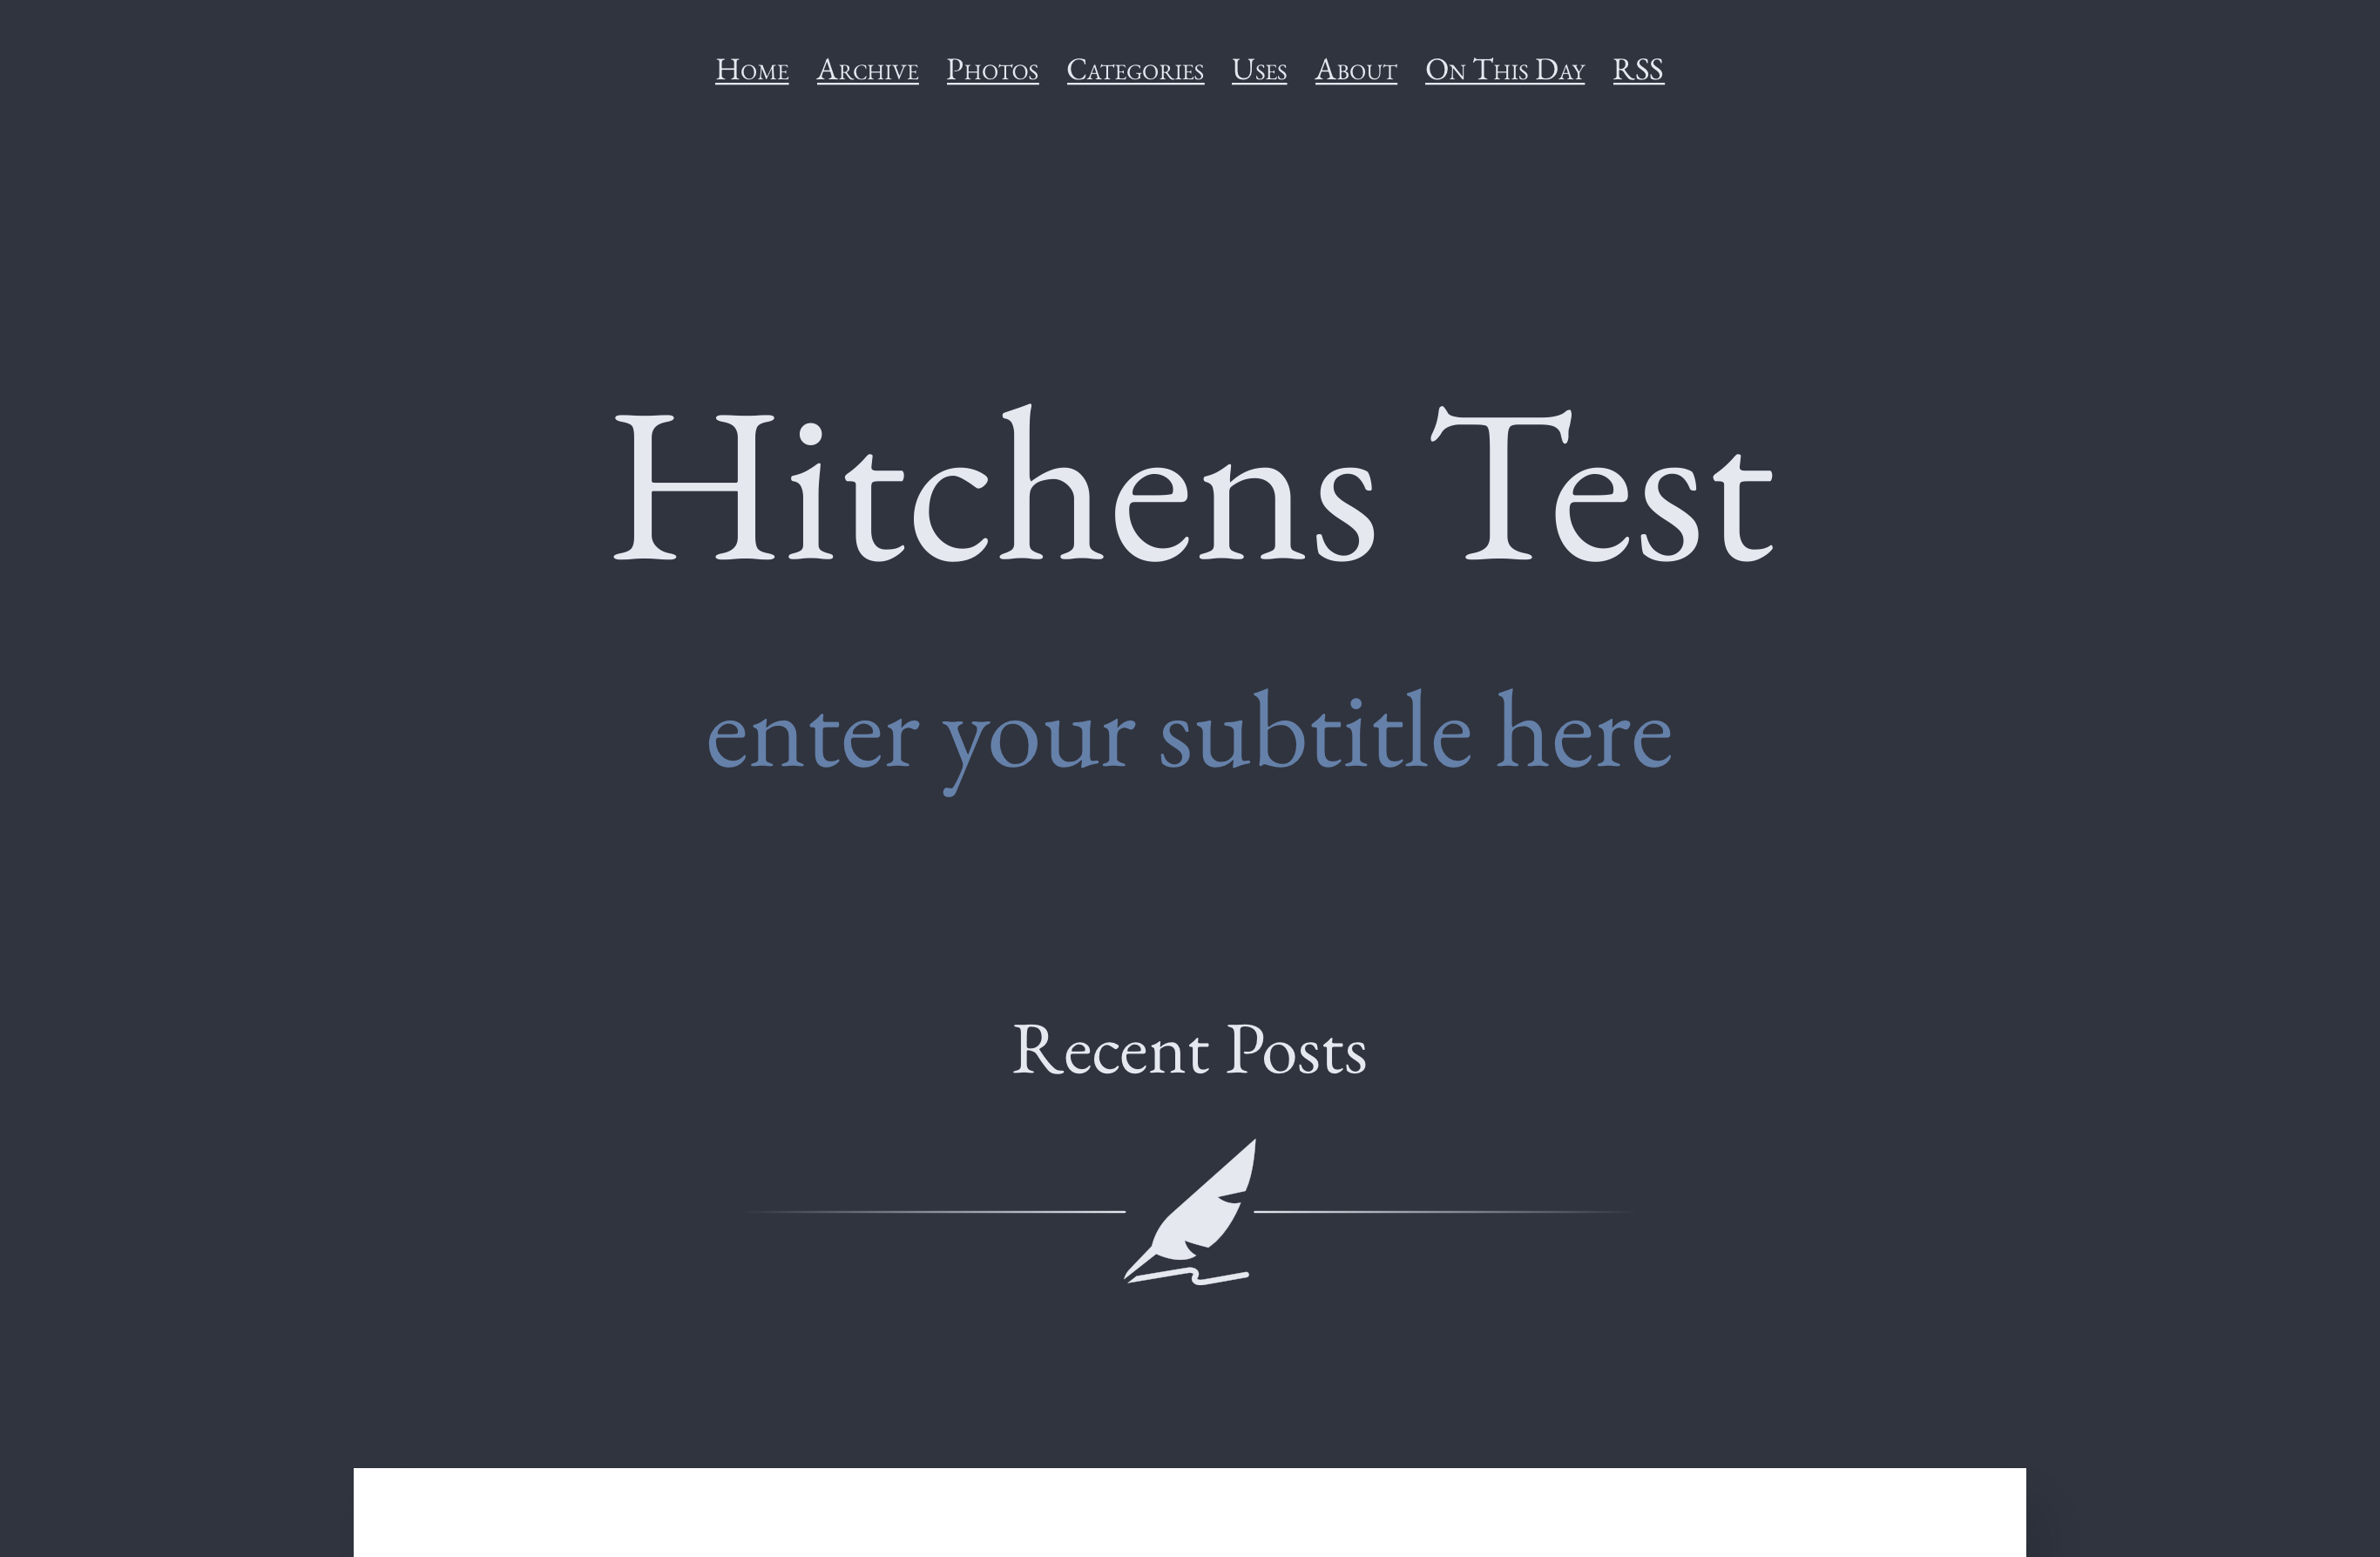 Home Archive Photos Categories Uses About On This Day RSS
Hitchens Test
enter your subtitle here
Recent Posts